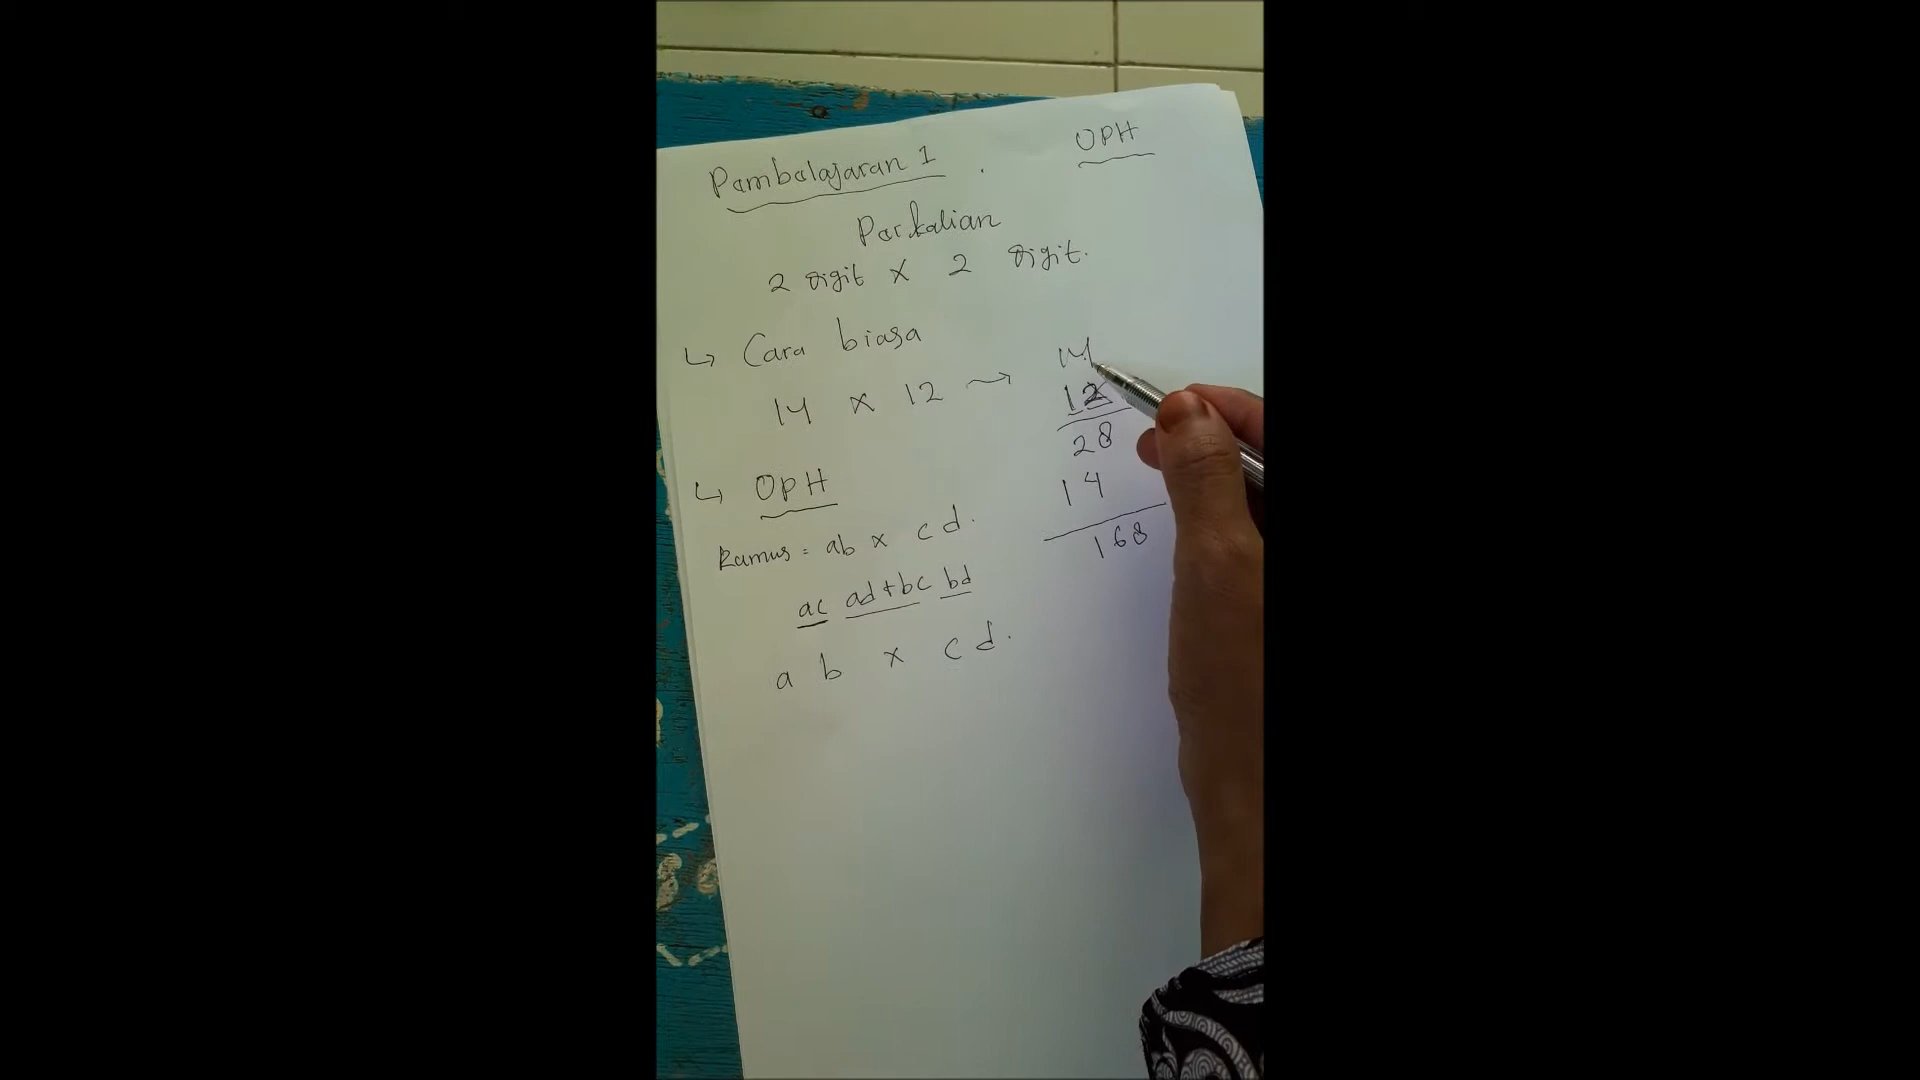 Pembelajaran 1 .
OPH
Perkalian
2 digit x 2 digit.
↳ Cara biasa
14 x 12 →
14
12
28
14
168
↳ OPH
Rumus = ab x cd.
ac ad+bc bd
a b x c d.